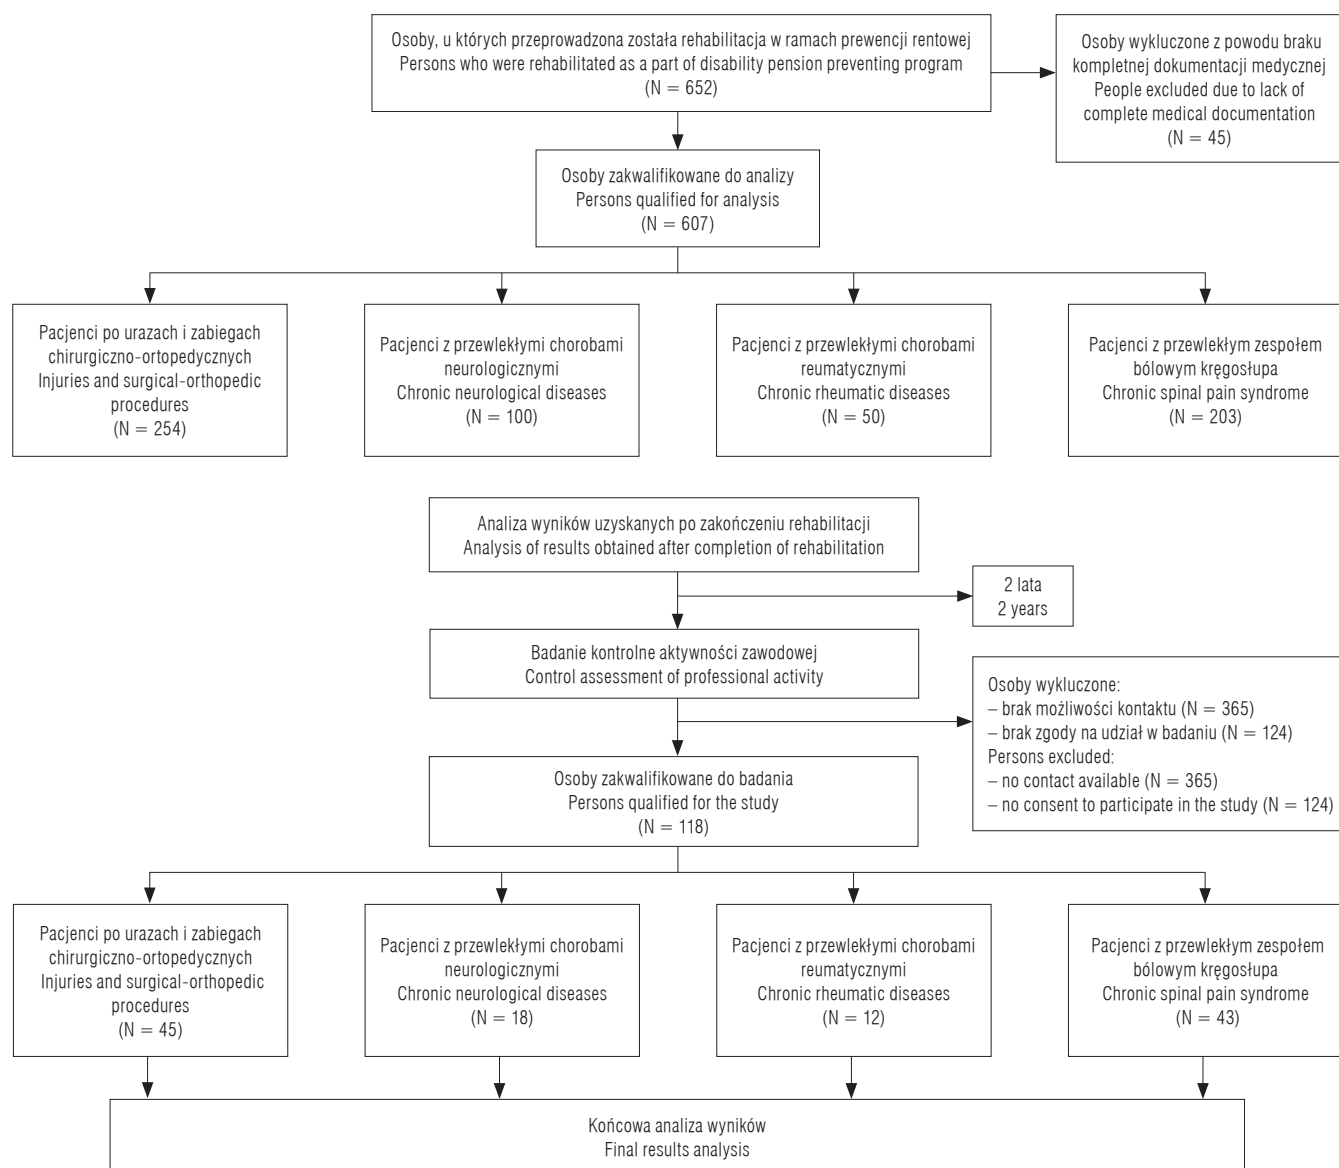 Osoby, u których przeprowadzona została rehabilitacja w ramach prewencji rentowej
Persons who were rehabilitated as a part of disability pension preventing program
(N = 652)
Osoby wykluczone z powodu braku
kompletnej dokumentacji medycznej
People excluded due to lack of
complete medical documentation
(N = 45)
Osoby zakwalifikowane do analizy
Persons qualified for analysis
(N = 607)
Pacjenci po urazach i zabiegach
chirurgiczno-ortopedycznych
Injuries and surgical-orthopedic
procedures
(N = 254)
Pacjenci z przewlekłymi chorobami
neurologicznymi
Chronic neurological diseases
(N = 100)
Pacjenci z przewlekłymi chorobami
reumatycznymi
Chronic rheumatic diseases
(N = 50)
Pacjenci z przewlekłym zespołem
bólowym kręgosłupa
Chronic spinal pain syndrome
(N = 203)
Analiza wyników uzyskanych po zakończeniu rehabilitacji
Analysis of results obtained after completion of rehabilitation
2 lata
2 years
Badanie kontrolne aktywności zawodowej
Control assessment of professional activity
Osoby wykluczone:
– brak możliwości kontaktu (N = 365)
– brak zgody na udział w badaniu (N = 124)
Persons excluded:
– no contact available (N = 365)
– no consent to participate in the study (N = 124)
Osoby zakwalifikowane do badania
Persons qualified for the study
(N = 118)
Pacjenci po urazach i zabiegach
chirurgiczno-ortopedycznych
Injuries and surgical-orthopedic
procedures
(N = 45)
Pacjenci z przewlekłymi chorobami
neurologicznymi
Chronic neurological diseases
(N = 18)
Pacjenci z przewlekłymi chorobami
reumatycznymi
Chronic rheumatic diseases
(N = 12)
Pacjenci z przewlekłym zespołem
bólowym kręgosłupa
Chronic spinal pain syndrome
(N = 43)
Końcowa analiza wyników
Final results analysis